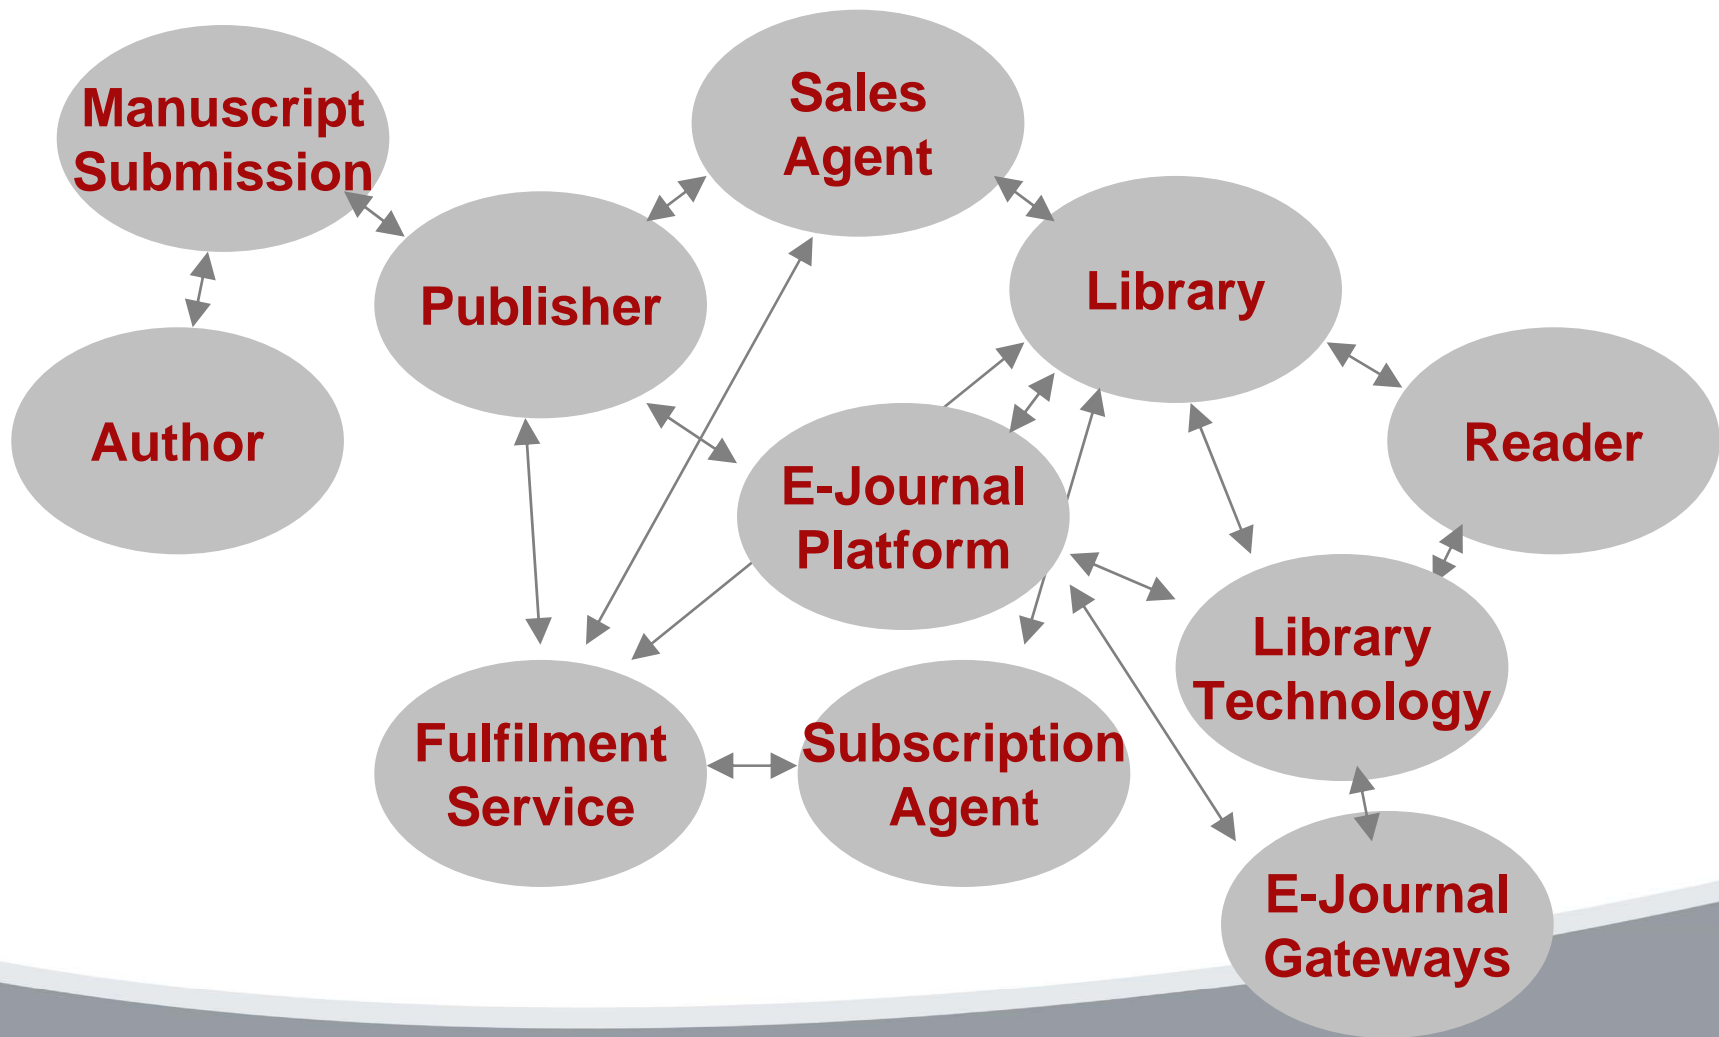 Manuscript
Submission
Sales
Agent
Publisher
Library
Author
E-Journal
Platform
Reader
Library
Technology
Fulfilment
Service
Subscription
Agent
E-Journal
Gateways